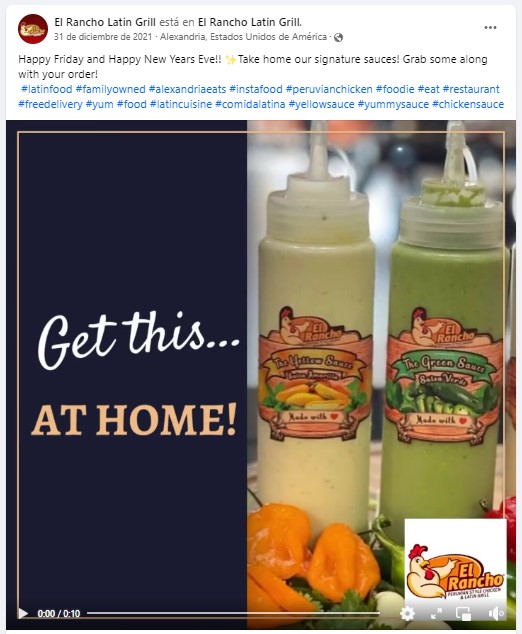 El Rancho Latin Grill está en El Rancho Latin Grill.
31 de diciembre de 2021 · Alexandria, Estados Unidos de América ·
Happy Friday and Happy New Years Eve!! ✨Take home our signature sauces! Grab some along
with your order!
#latinfood #familyowned #alexandriaeats #instafood #peruvianchicken #foodie #eat #restaurant
#freedelivery #yum #food #latincuisine #comidalatina #yellowsauce #yummysauce #chickensauce
Get this...
AT HOME!
El
Rancho
The Yellow Sauce
Salsa Amarilla
Made with ❤
El
Rancho
The Green Sauce
Salsa Verde
Made with ❤
El
Rancho
PERUVIAN STYLE CHICKEN
& LATIN GRILL
0:00 / 0:10